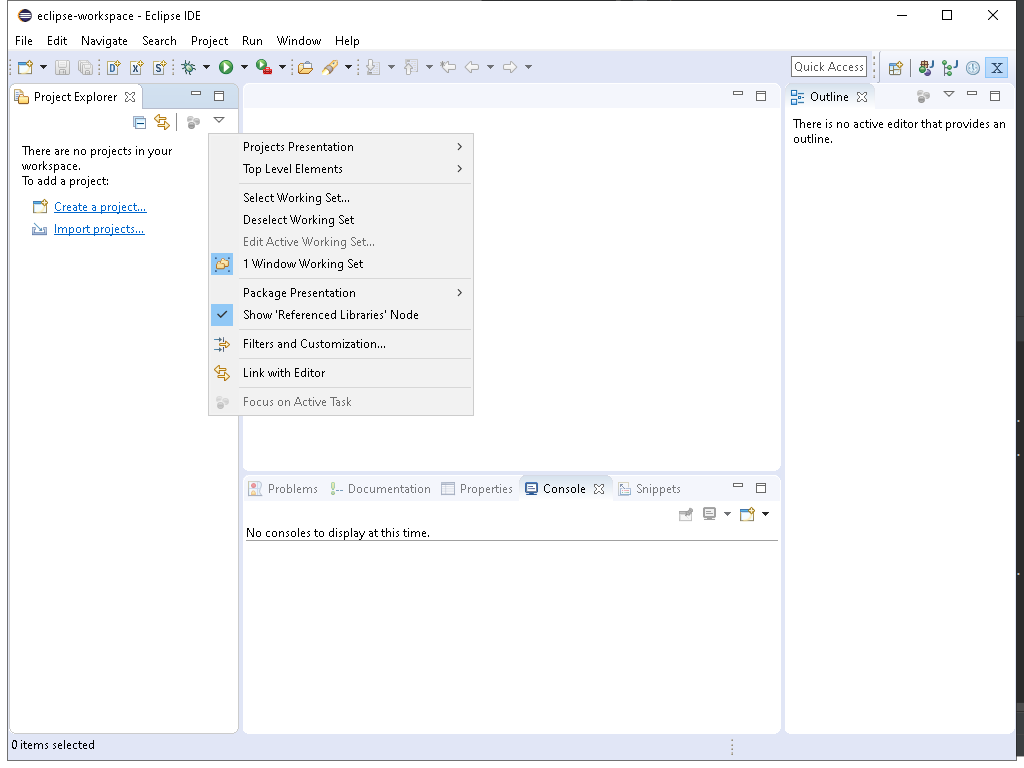 eclipse-workspace - Eclipse IDE
File Edit Navigate Search Project Run Window Help
Quick Access
Project Explorer
There are no projects in your
workspace.
To add a project:
Create a project...
Import projects...
Projects Presentation
Top Level Elements
Select Working Set...
Deselect Working Set
Edit Active Working Set...
1 Window Working Set
Package Presentation
Show 'Referenced Libraries' Node
Filters and Customization...
Link with Editor
Focus on Active Task
Outline
There is no active editor that provides an
outline.
Problems Documentation Properties Console Snippets
No consoles to display at this time.
0 items selected